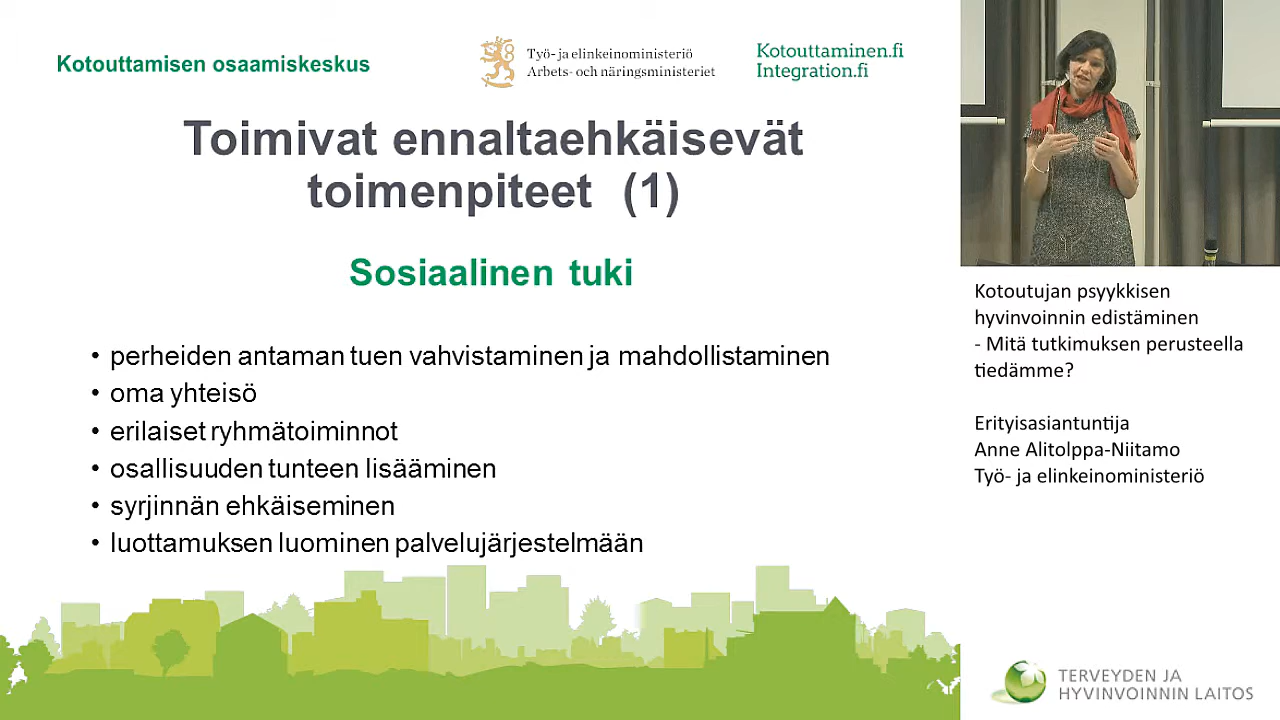 Kotouttamisen osaamiskeskus
Työ- ja elinkeinoministeriö
Arbets- och näringsministeriet
Kotouttaminen.fi
Integration.fi
Toimivat ennaltaehkäisevät
toimenpiteet (1)
Sosiaalinen tuki
• perheiden antaman tuen vahvistaminen ja mahdollistaminen
• oma yhteisö
• erilaiset ryhmätoiminnot
• osallisuuden tunteen lisääminen
• syrjinnän ehkäiseminen
• luottamuksen luominen palvelujärjestelmään
Kotoutujan psyykkisen
hyvinvoinnin edistäminen
- Mitä tutkimuksen perusteella
tiedämme?
Erityisasiantuntija
Anne Alitolppa-Niitamo
Työ- ja elinkeinoministeriö
TERVEYDEN JA
HYVINVOINNIN LAITOS